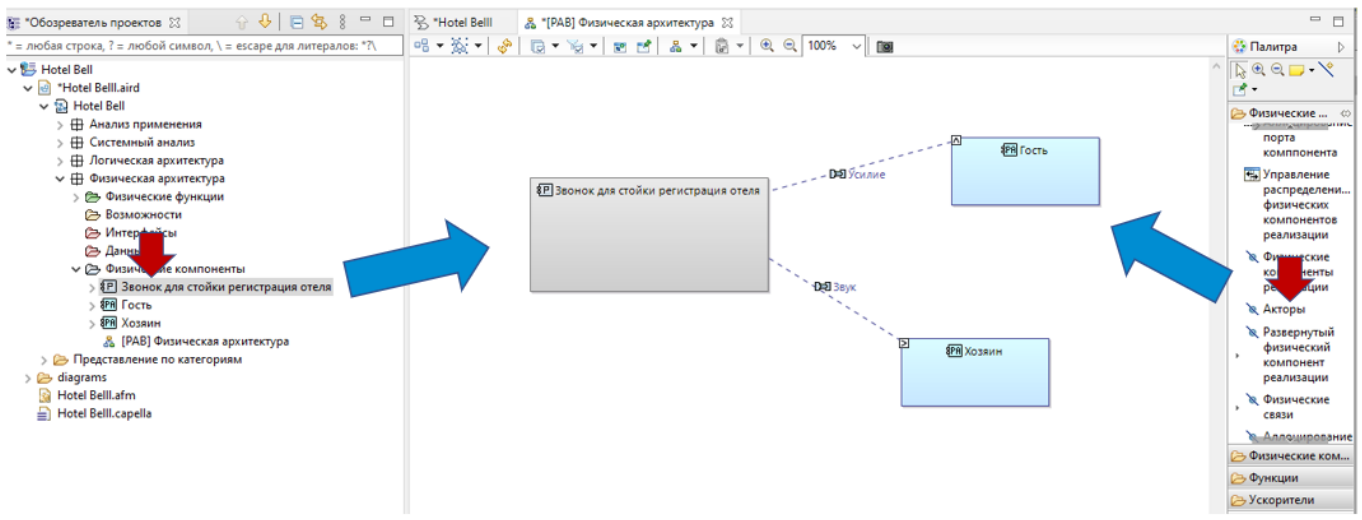 *Обозреватель проектов
* = любая строка, ? = любой символ, \ = escape для литералов: *?\
Hotel Bell
*Hotel Belll.aird
Hotel Bell
Анализ применения
Системный анализ
Логическая архитектура
Физическая архитектура
Физические функции
Возможности
Интерфейсы
Физические компоненты
Звонок для стойки регистрация отеля
Гость
Хозяин
[PAB] Физическая архитектура
Представление по категориям
diagrams
Hotel Belll.afm
Hotel Belll.capella
*Hotel Belll
*[PAB] Физическая архитектура
100%
Звонок для стойки регистрация отеля
Усилие
Гость
Звук
Хозяин
Палитра
Физические ...
порта
комппонента
Управление
распределени...
физических
компонентов
реализации
Физические
компоненты
Акторы
Развернутый
физический
компонент
реализации
Физические
связи
Аллоцирование
Физические ком...
Функции
Ускорители